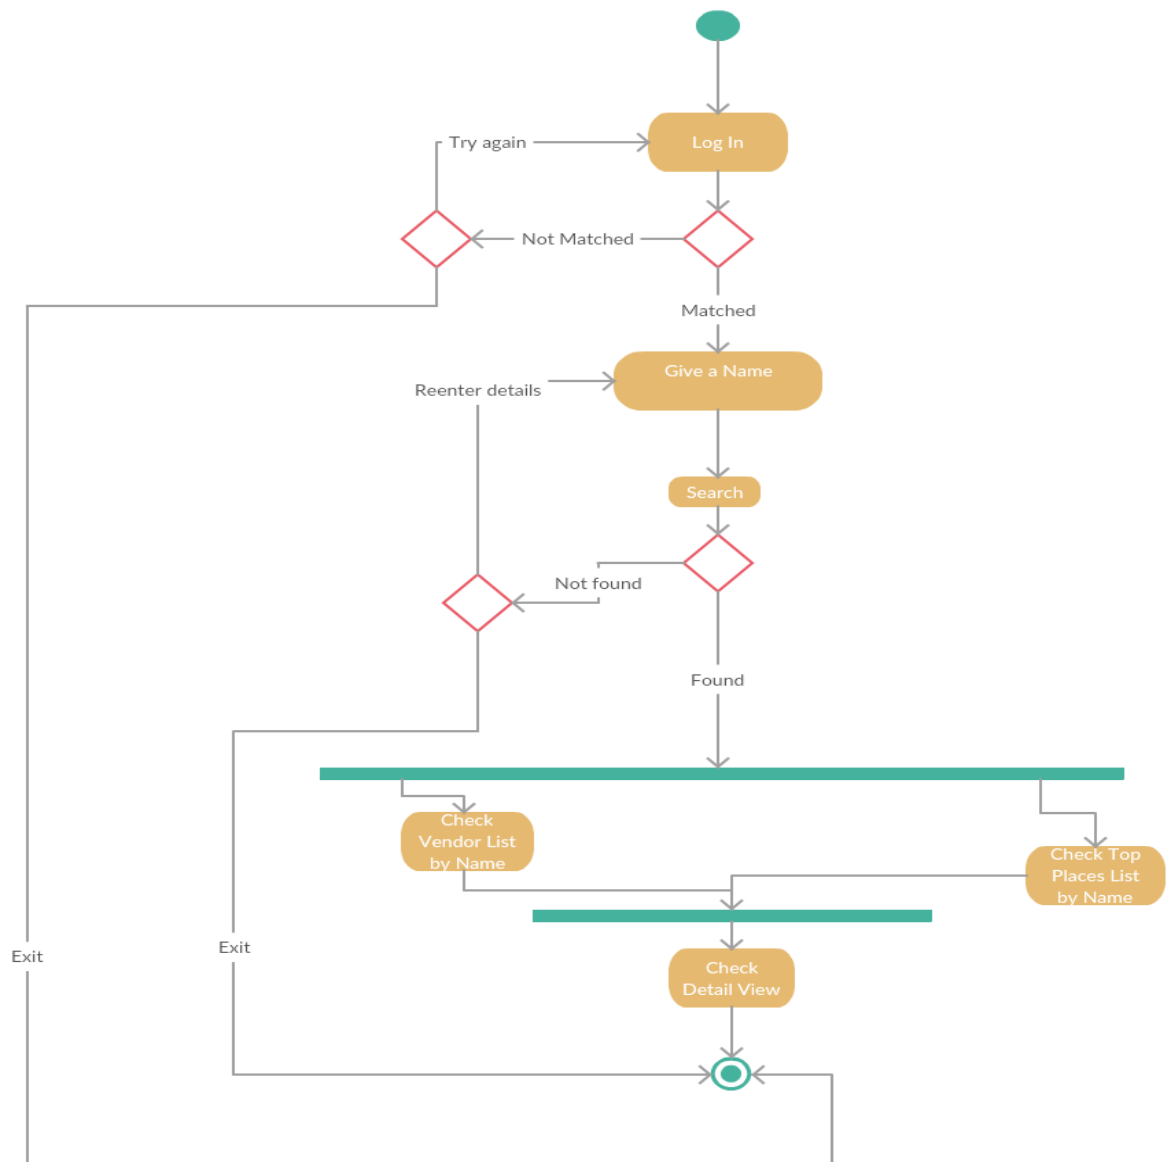 Log In
Try again
Not Matched
Matched
Give a Name
Reenter details
Search
Not found
Found
Check
Vendor List
by Name
Check Top
Places List
by Name
Exit
Exit
Check
Detail View